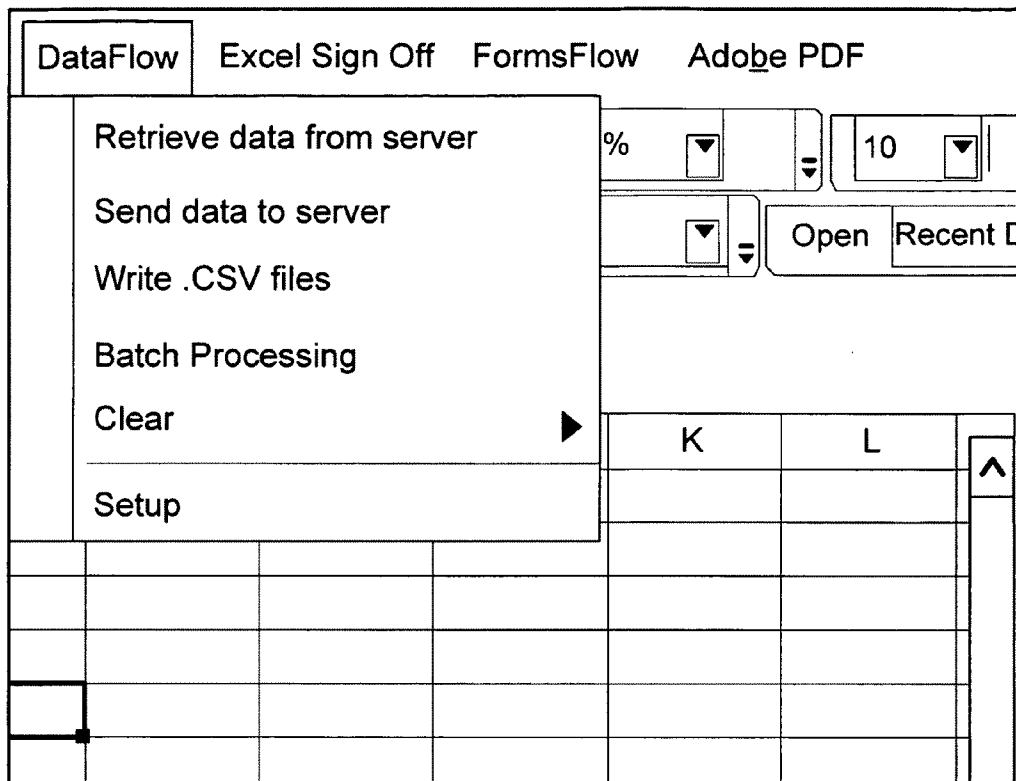 DataFlow Excel Sign Off FormsFlow Adobe PDF
Retrieve data from server
% 10
Send data to server
Open Recent D
Write .CSV files
Batch Processing
Clear
K L
Setup